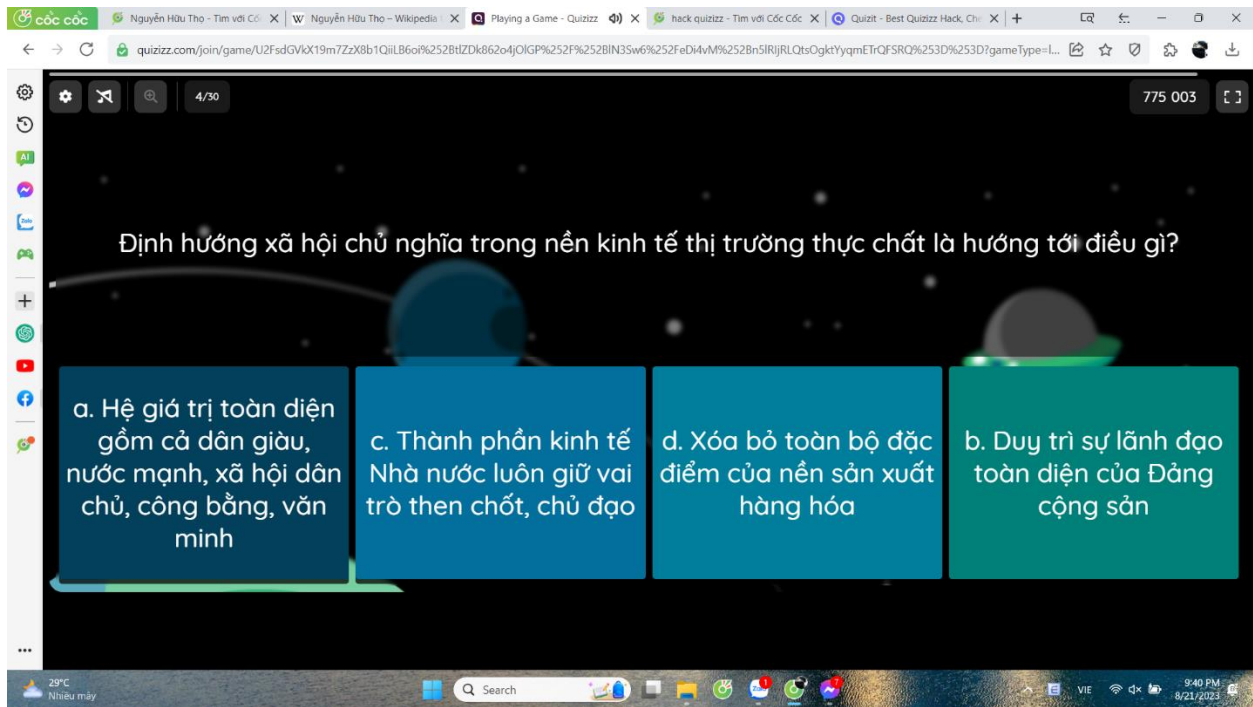 cốc cốc
Nguyễn Hữu Thọ - Tìm với Cố
Nguyễn Hữu Thọ – Wikipedia
Playing a Game - Quizizz
hack quizizz - Tìm với Cốc Cốc
Quizit - Best Quizizz Hack, Che
4/30
775 003
AI
Zalo
Định hướng xã hội chủ nghĩa trong nền kinh tế thị trường thực chất là hướng tới điều gì?
a. Hệ giá trị toàn diện
gồm cả dân giàu,
nước mạnh, xã hội dân
chủ, công bằng, văn
minh
c. Thành phần kinh tế
Nhà nước luôn giữ vai
trò then chốt, chủ đạo
d. Xóa bỏ toàn bộ đặc
điểm của nền sản xuất
hàng hóa
b. Duy trì sự lãnh đạo
toàn diện của Đảng
cộng sản
29°C
Nhiều mây
Search
VIE
9:40 PM
8/21/2023